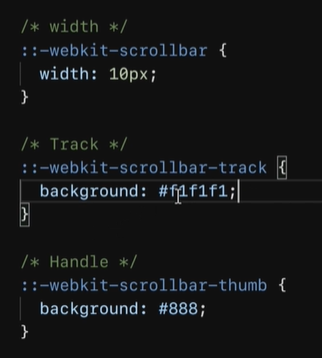 /* width */
::-webkit-scrollbar {
  width: 10px;
}

/* Track */
::-webkit-scrollbar-track {
  background: #f1f1f1;
}

/* Handle */
::-webkit-scrollbar-thumb {
  background: #888;
}